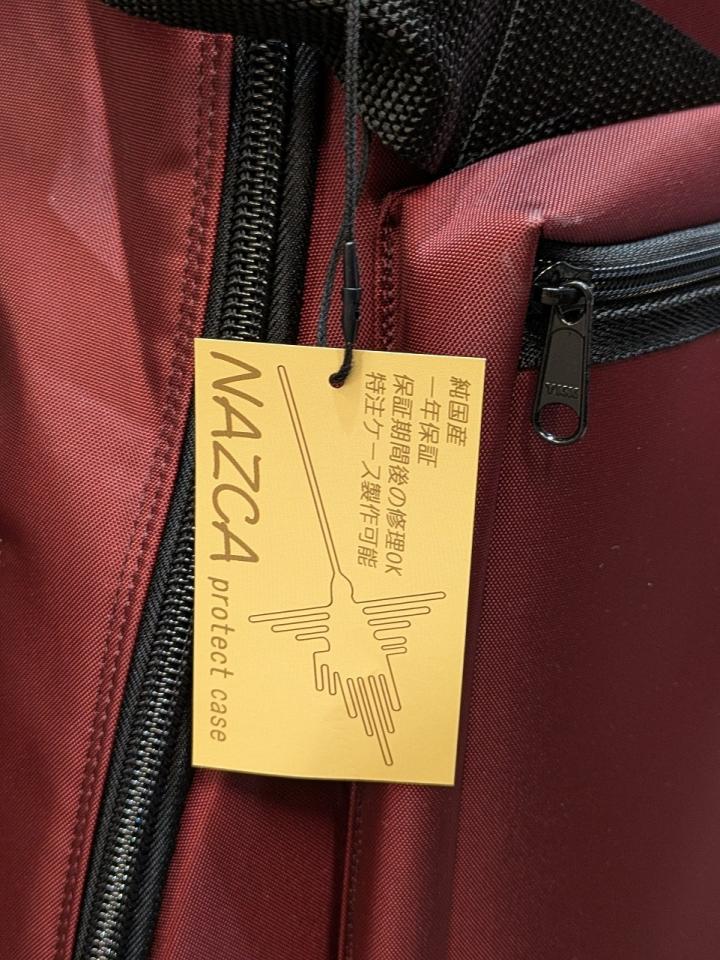 純国産
一年保証
保証期間後の修理OK
特注ケース製作可能
NAZCA protect case
YKK